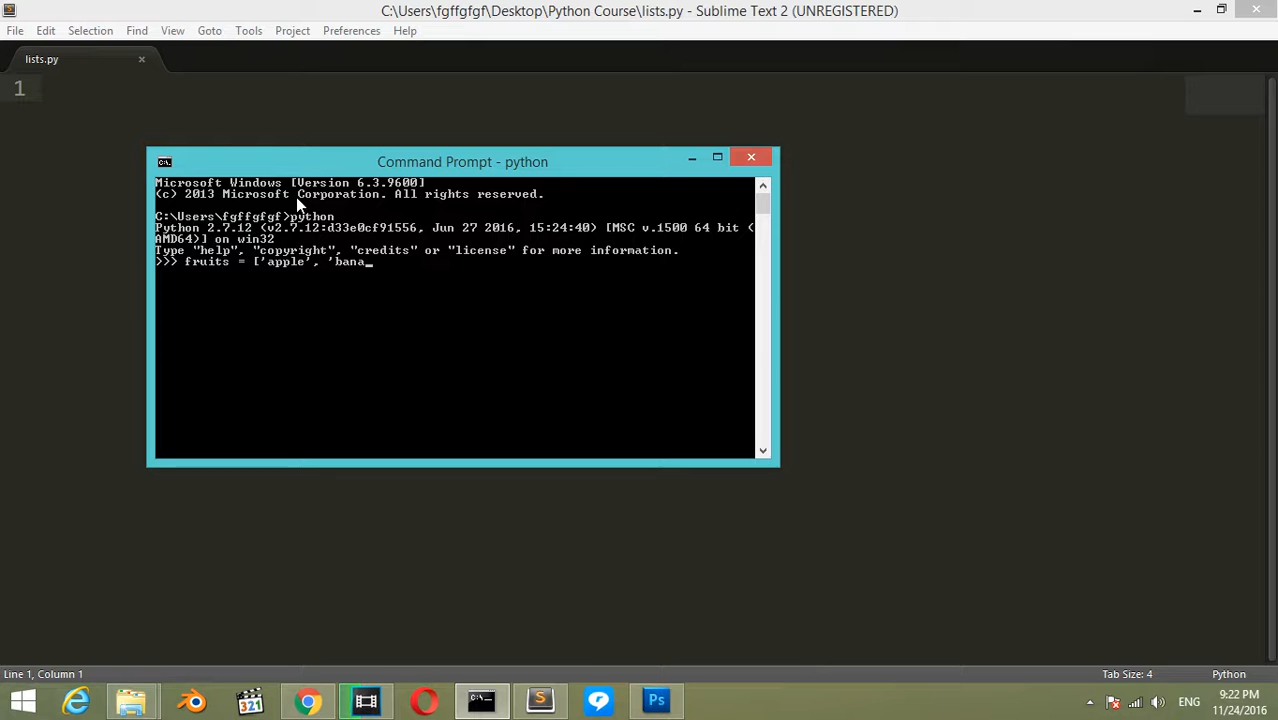 C:\Users\fgffgfgf\Desktop\Python Course\lists.py - Sublime Text 2 (UNREGISTERED)
File Edit Selection Find View Goto Tools Project Preferences Help
lists.py
1
Command Prompt - python
Microsoft Windows [Version 6.3.9600]
(c) 2013 Microsoft Corporation. All rights reserved.
C:\Users\fgffgfgf>python
Python 2.7.12 (v2.7.12:d33e0cf91556, Jun 27 2016, 15:24:40) [MSC v.1500 64 bit (
AMD64)] on win32
Type "help", "copyright", "credits" or "license" for more information.
>>> fruits = ['apple', 'bana_
Line 1, Column 1
Tab Size: 4
Python
321
Ps
ENG
9:22 PM
11/24/2016